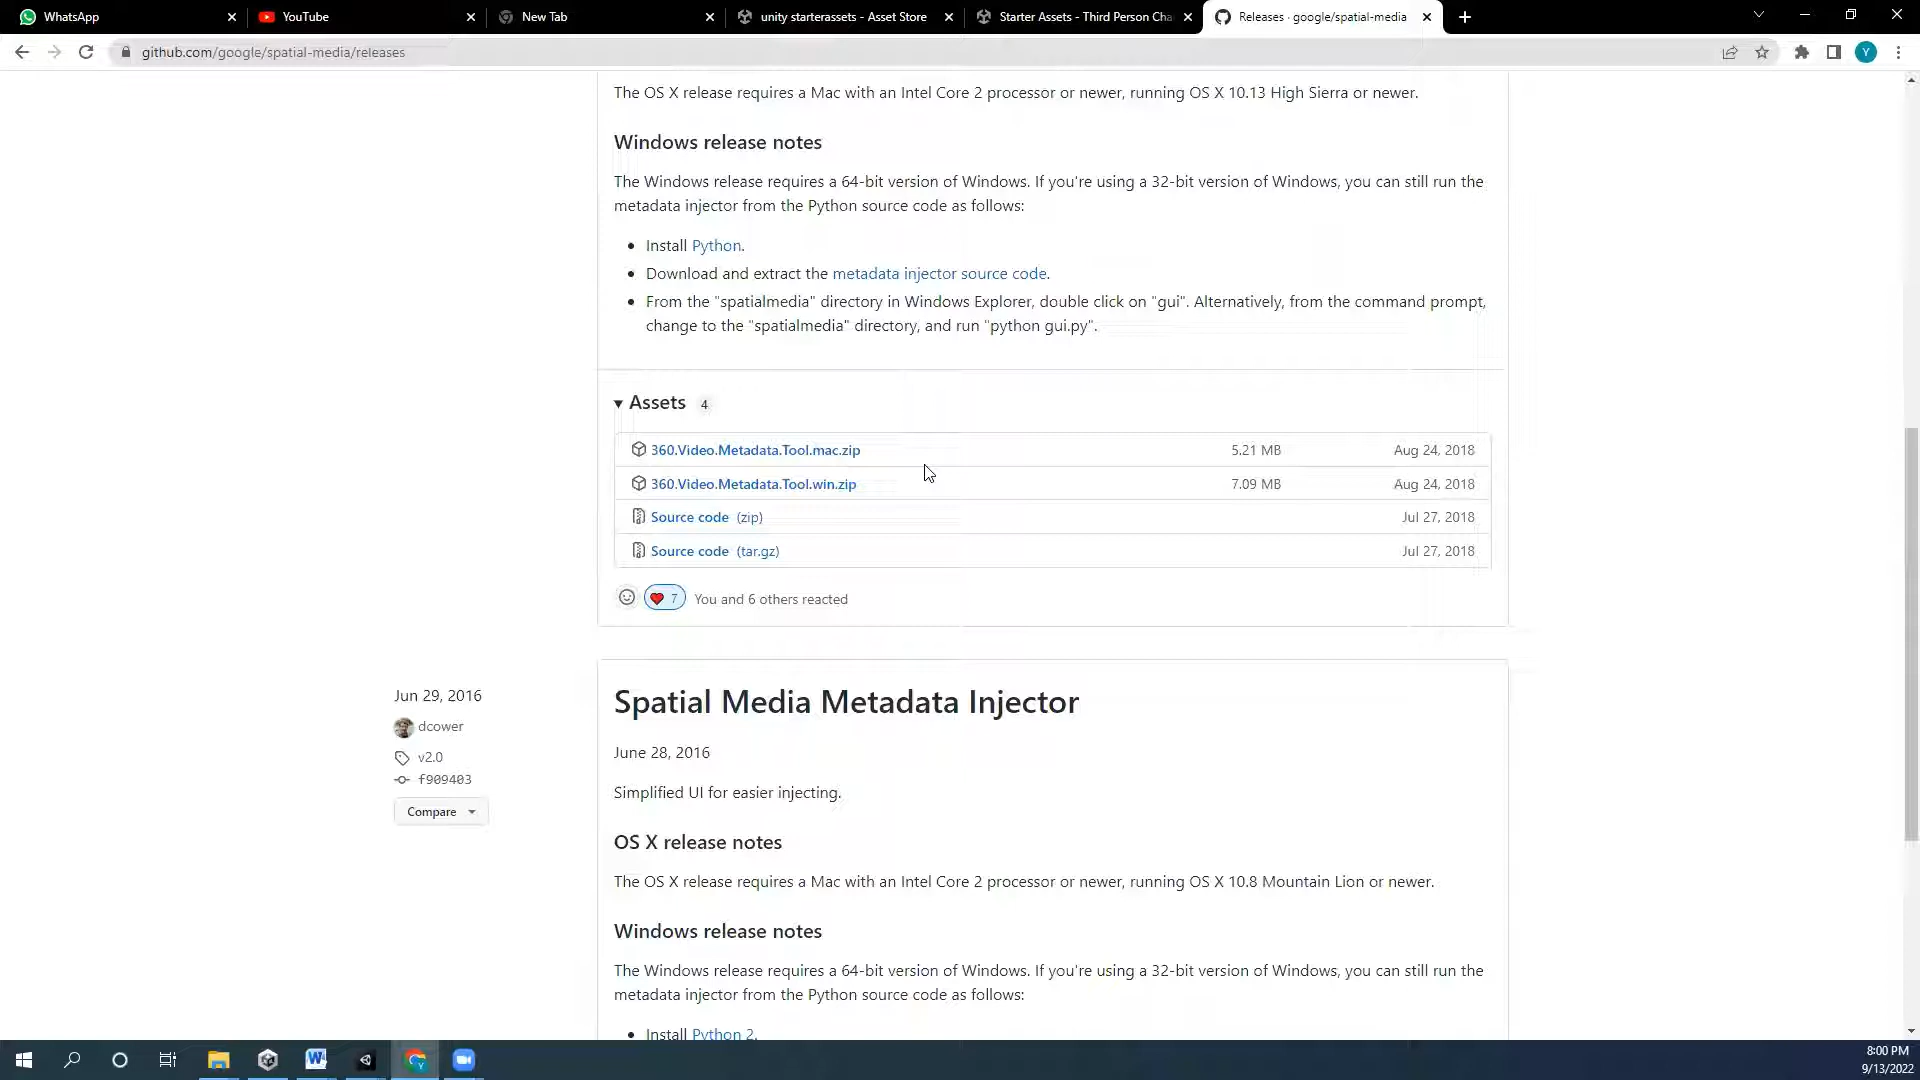 WhatsApp
YouTube
New Tab
unity starterassets - Asset Store
Starter Assets - Third Person Cha
Releases · google/spatial-media
github.com/google/spatial-media/releases
Y
The OS X release requires a Mac with an Intel Core 2 processor or newer, running OS X 10.13 High Sierra or newer.
Windows release notes
The Windows release requires a 64-bit version of Windows. If you're using a 32-bit version of Windows, you can still run the
metadata injector from the Python source code as follows:
Install Python.
Download and extract the metadata injector source code.
From the "spatialmedia" directory in Windows Explorer, double click on "gui". Alternatively, from the command prompt,
change to the "spatialmedia" directory, and run "python gui.py".
Assets 4
360.Video.Metadata.Tool.mac.zip 5.21 MB Aug 24, 2018
360.Video.Metadata.Tool.win.zip 7.09 MB Aug 24, 2018
Source code (zip) Jul 27, 2018
Source code (tar.gz) Jul 27, 2018
7 You and 6 others reacted
Jun 29, 2016
dcower
v2.0
f909403
Compare
Spatial Media Metadata Injector
June 28, 2016
Simplified UI for easier injecting.
OS X release notes
The OS X release requires a Mac with an Intel Core 2 processor or newer, running OS X 10.8 Mountain Lion or newer.
Windows release notes
The Windows release requires a 64-bit version of Windows. If you're using a 32-bit version of Windows, you can still run the
metadata injector from the Python source code as follows:
Install Python 2.
8:00 PM
9/13/2022